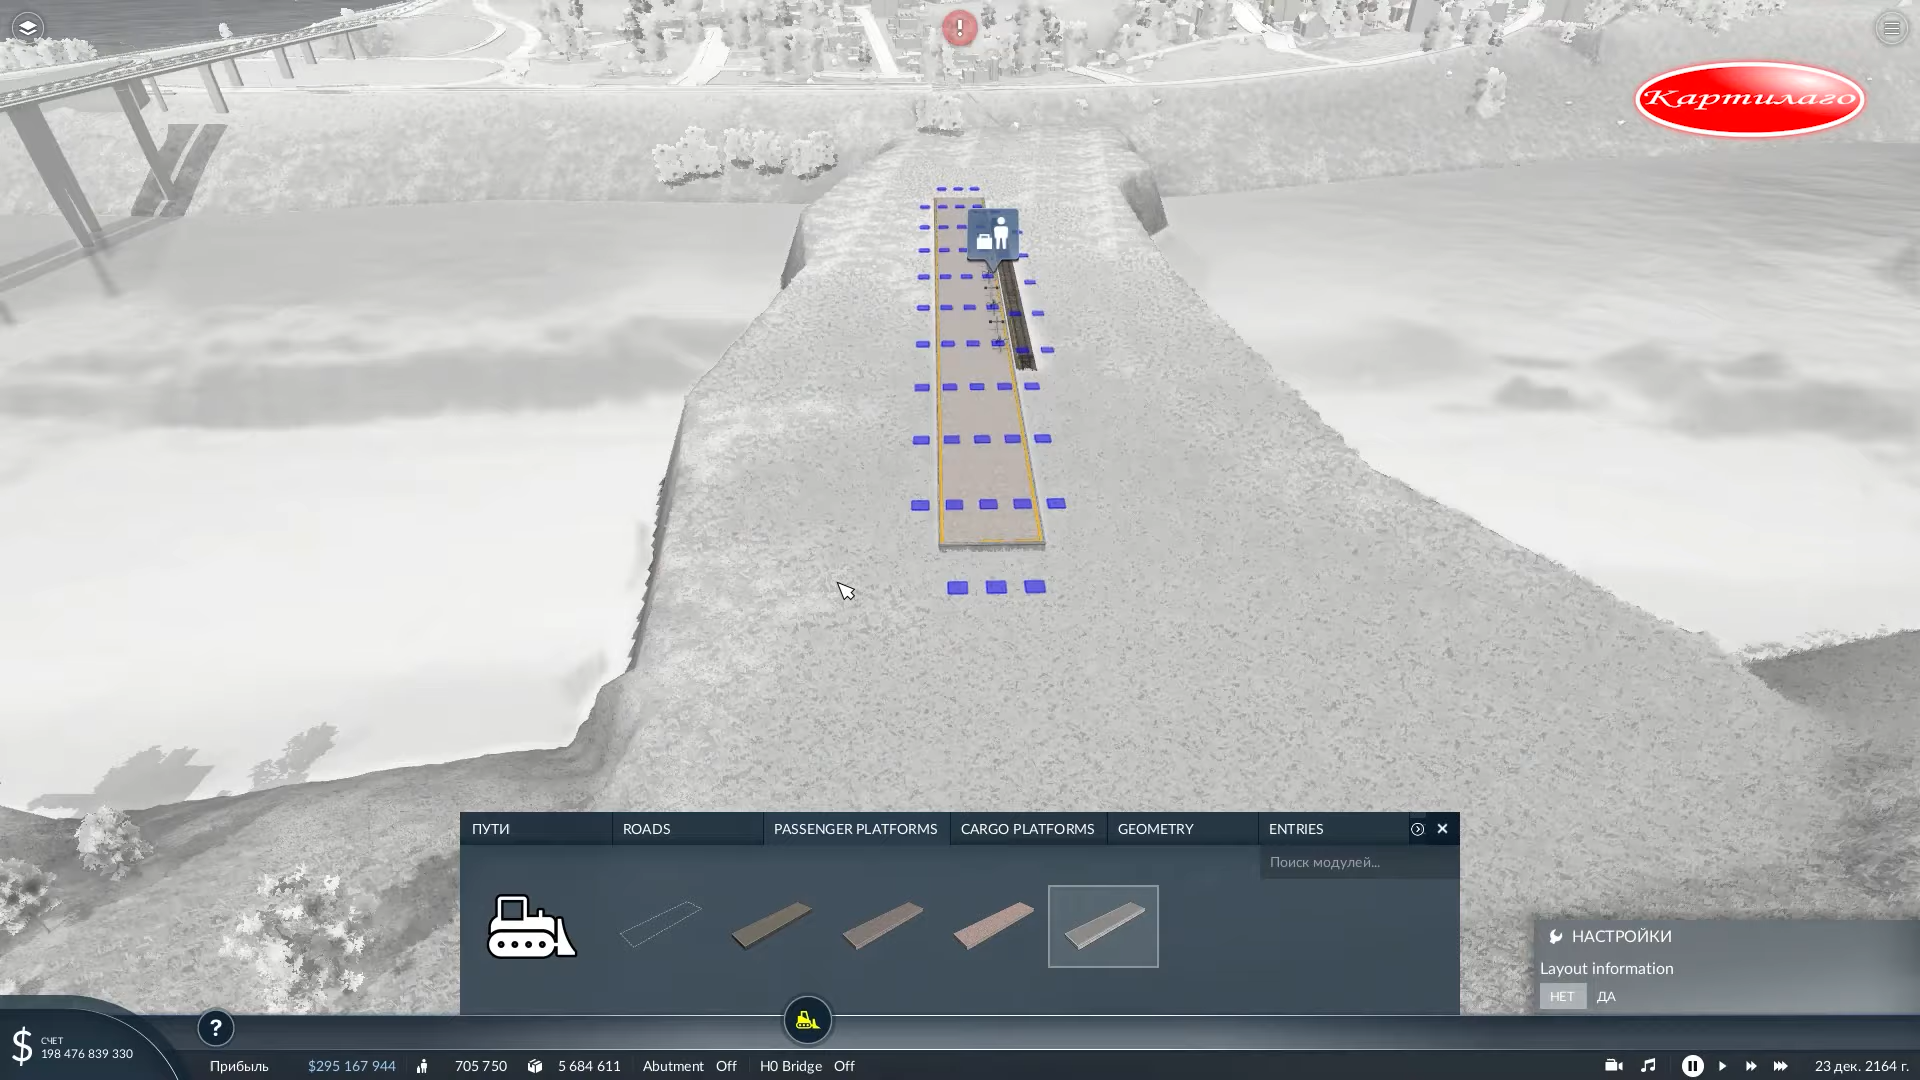 Картилаго
ПУТИ
ROADS
PASSENGER PLATFORMS
CARGO PLATFORMS
GEOMETRY
ENTRIES
Поиск модулей...
НАСТРОЙКИ
Layout information
НЕТ ДА
СЧЕТ
198 476 839 330
Прибыль $295 167 944 705 750 5 684 611 Abutment Off H0 Bridge Off 23 дек. 2164 г.